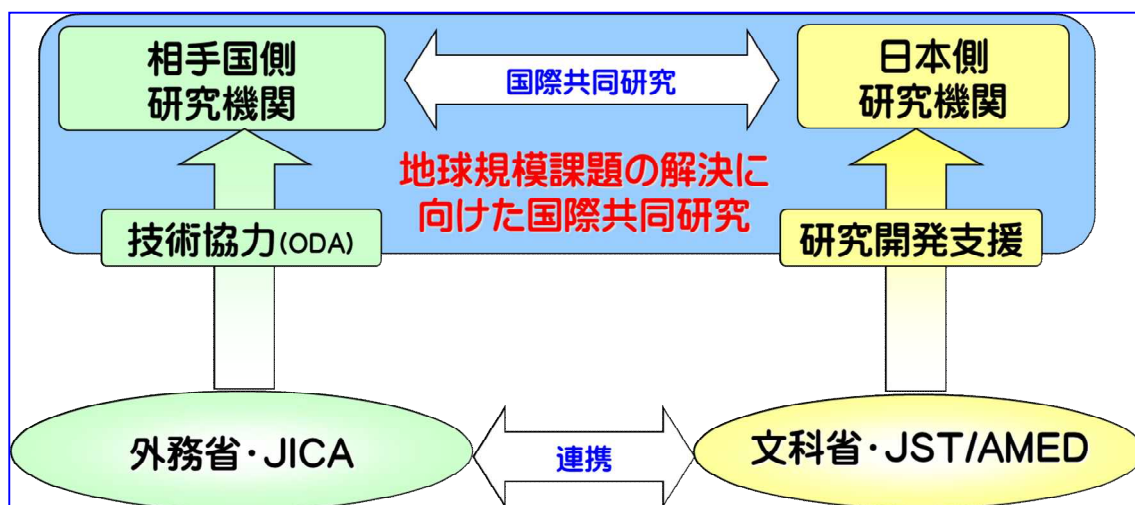 相手国側
研究機関
国際共同研究
日本側
研究機関
地球規模課題の解決に
向けた国際共同研究
技術協力(ODA)
研究開発支援
外務省・JICA
連携
文科省・JST/AMED